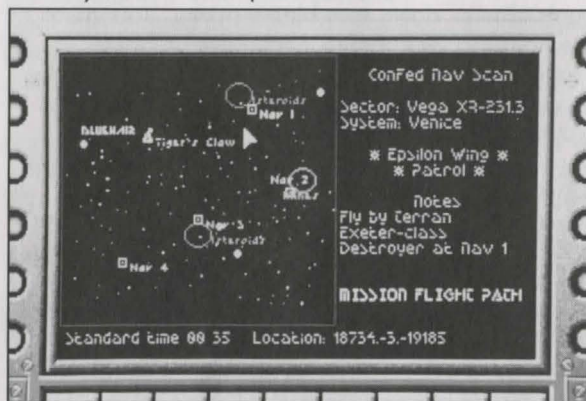 ConFed Nav Scan
Sector: Vega XR-231.3
System: Venice
* Epsilon Wing *
* Patrol *
Notes
Fly by Terran
Exeter-class
Destroyer at Nav 1
MISSION FLIGHT PATH
Asteroids
Nav 1
BLUEHAIR
Tiger's Claw
Nav 2
MINES
Nav 3
Asteroids
Nav 4
Standard time 00 35 Location: 18734.-3.-19185